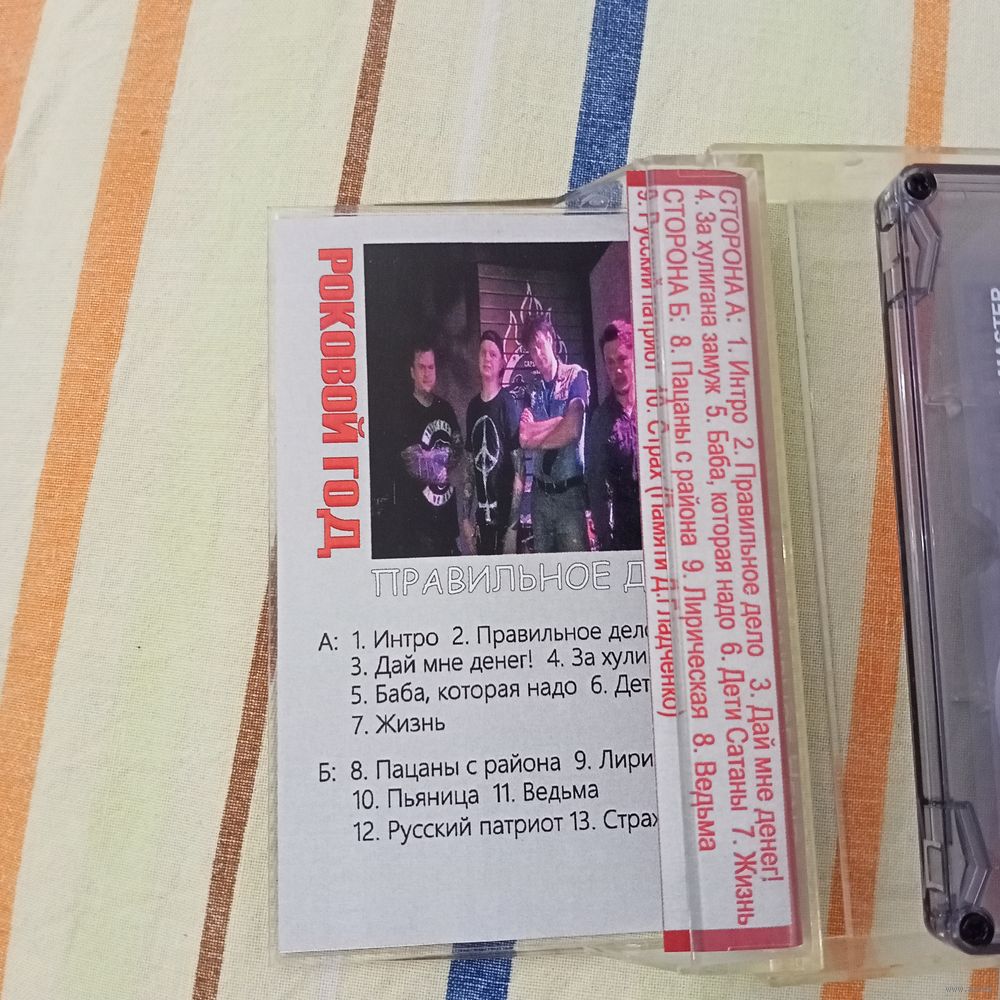 РОКОВОЙ ГОД
ПРАВИЛЬНОЕ Д
А: 1. Интро 2. Правильное дело
3. Дай мне денег! 4. За хули
5. Баба, которая надо 6. Дет
7. Жизнь
Б: 8. Пацаны с района 9. Лири
10. Пьяница 11. Ведьма
12. Русский патриот 13. Страх
СТОРОНА А: 1. Интро 2. Правильное дело 3. Дай мне денег!
4. За хулигана замуж 5. Баба, которая надо 6. Дети Сатаны 7. Жизнь
СТОРОНА Б: 8. Пацаны с района 9. Лирическая 8. Ведьма
9. Русский патриот 10. Страх (Памяти Д.Гладченко)